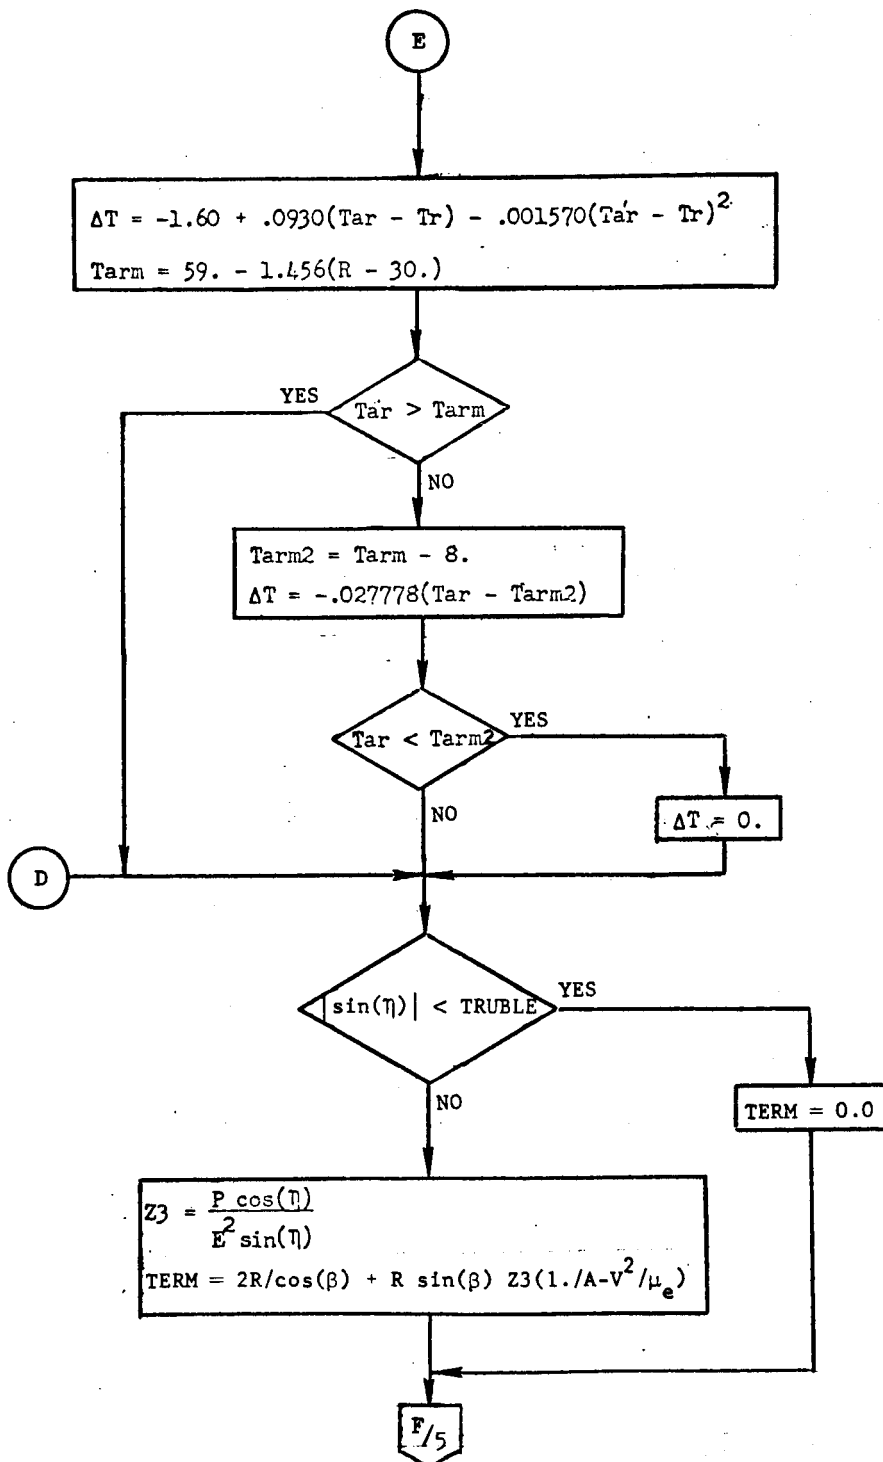 E
ΔT = -1.60 + .0930(Tar - Tr) - .001570(Tar - Tr)²
Tarm = 59. - 1.456(R - 30.)
YES
Tar > Tarm
NO
Tarm2 = Tarm - 8.
ΔT = -.027778(Tar - Tarm2)
Tar < Tarm2
YES
NO
ΔT = 0.
D
|sin(η)| < TRUBLE
YES
NO
TERM = 0.0
Z3 = P cos(η)
E² sin(η)
TERM = 2R/cos(β) + R sin(β) Z3(1./A-V²/μₑ)
F/5